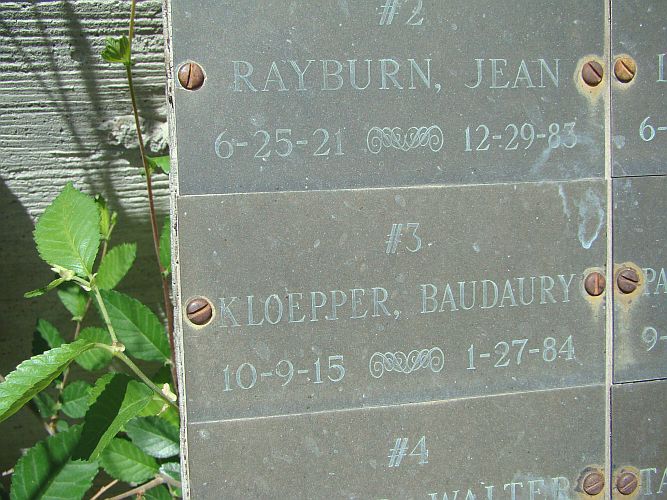 #2
RAYBURN, JEAN
6-25-21 12-29-83
#3
KLOEPPER, BAUDAURY
10-9-15 1-27-84
#4
WALTER